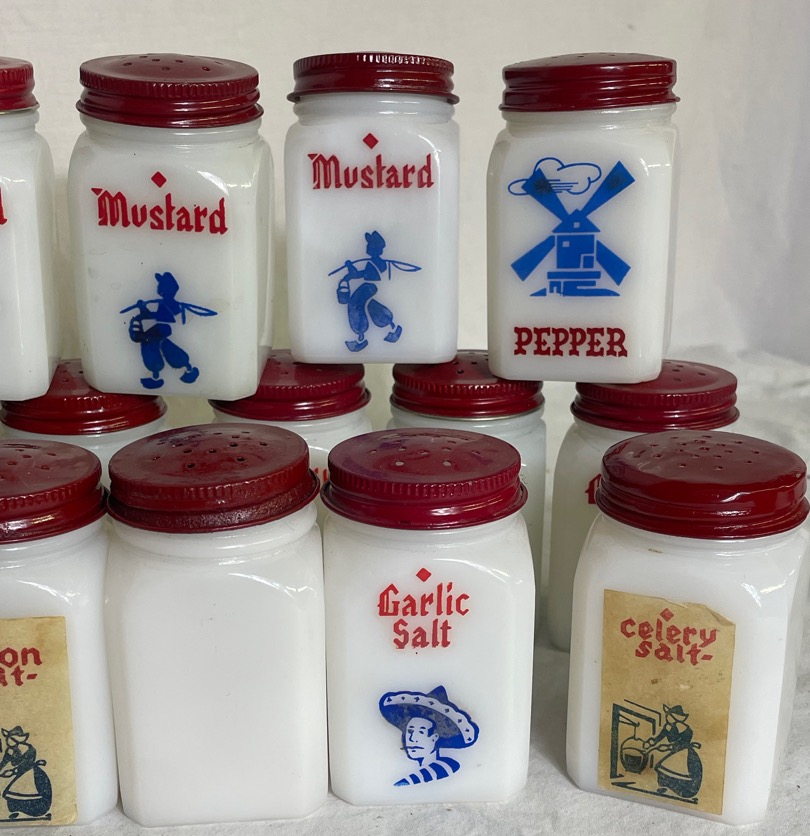 Mustard
Mustard
PEPPER
Garlic
Salt
celery
salt-